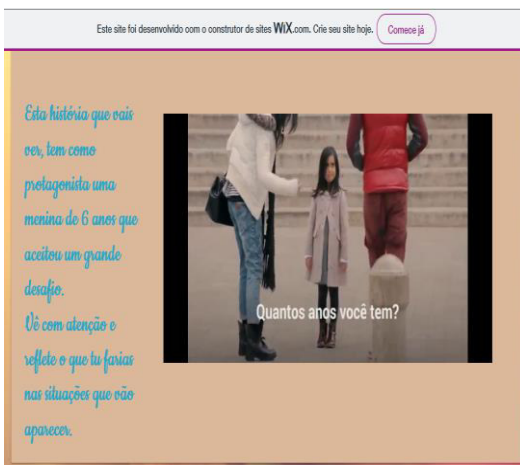 Este site foi desenvolvido com o construtor de sites WiX.com. Crie seu site hoje. Comece já
Esta história que vais
ver, tem como
protagonista uma
menina de 6 anos que
aceitou um grande
desafio.
Vê com atenção e
reflete o que tu farias
nas situações que vão
aparecer.
Quantos anos você tem?